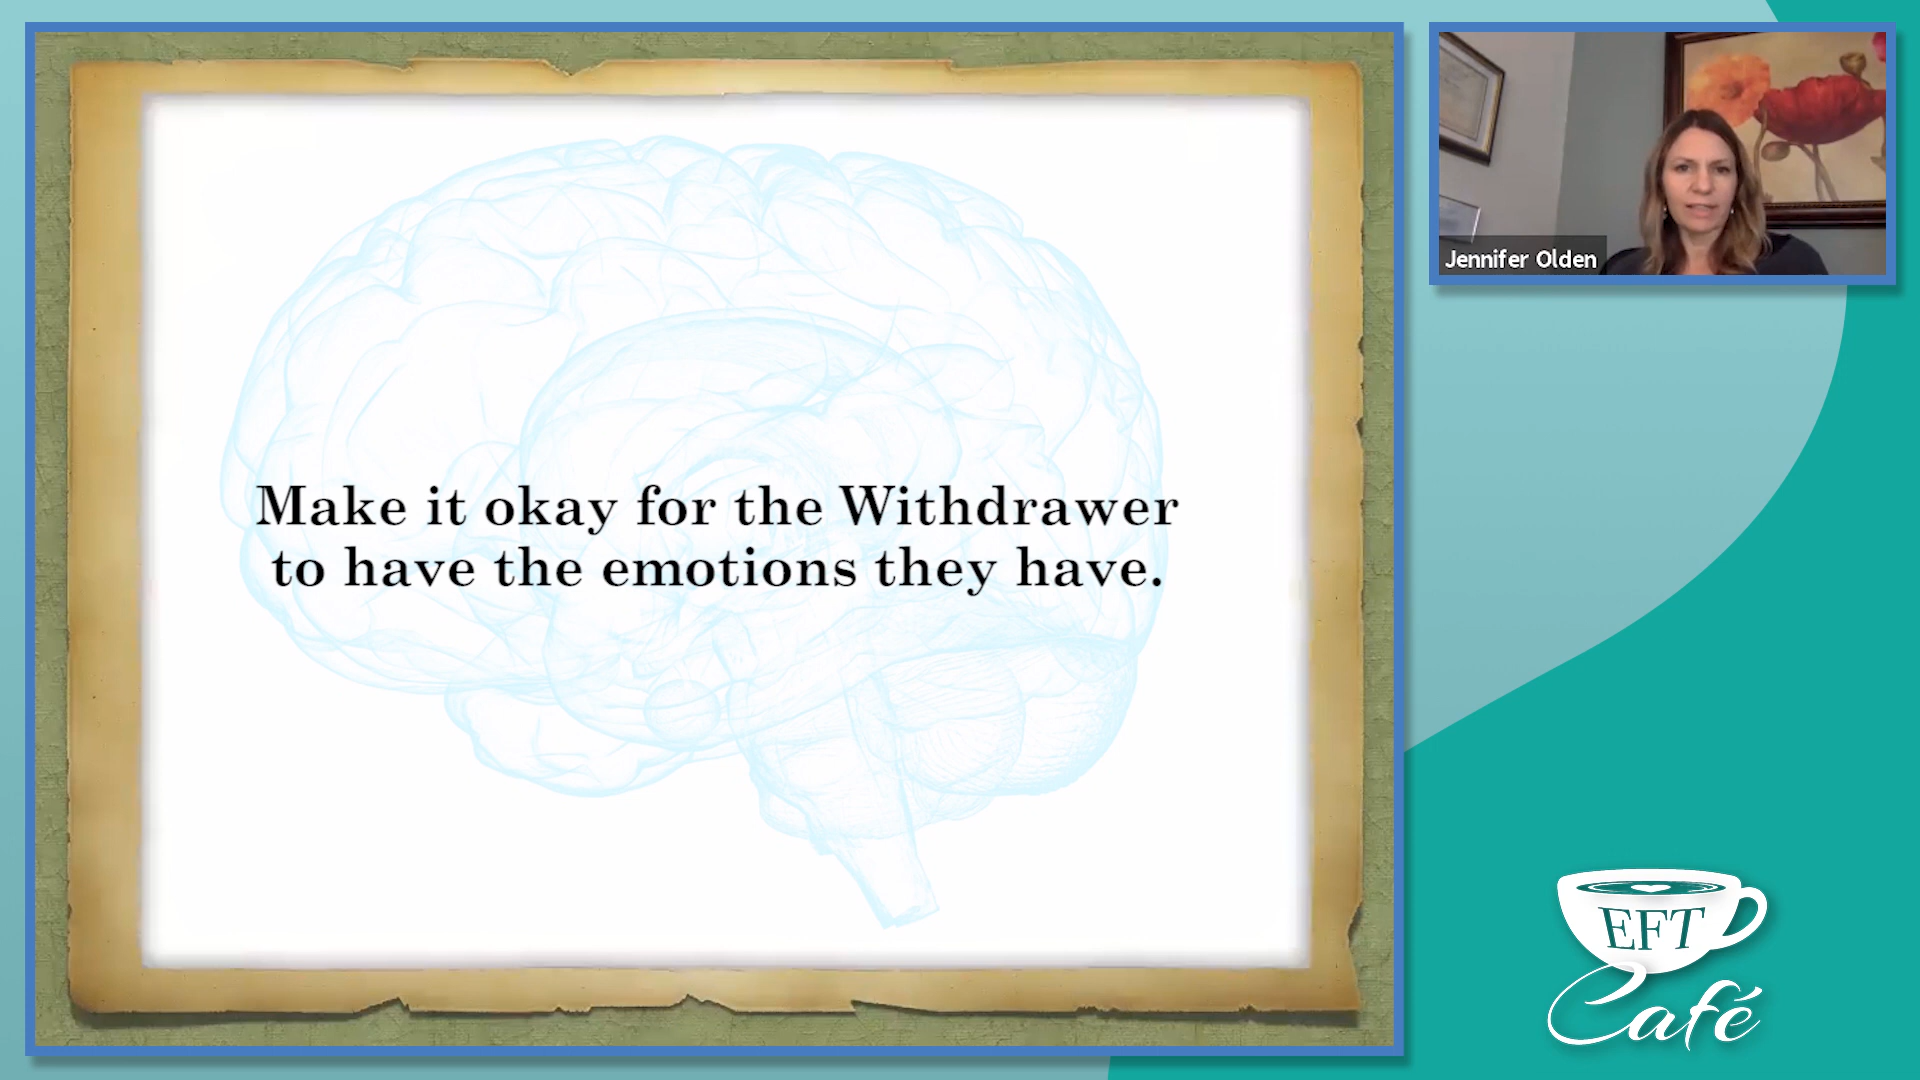 Make it okay for the Withdrawer
to have the emotions they have.
Jennifer Olden
EFT
Café